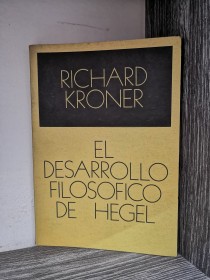 RICHARD
KRONER
EL
DESARROLLO
FILOSOFICO
DE HEGEL